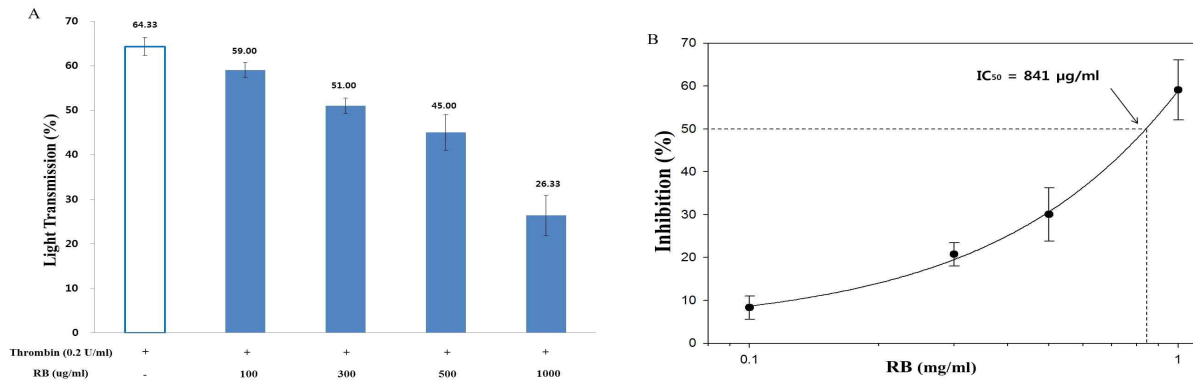 A
70
60
50
40
30
20
10
0
Light Transmission (%)
64.33
59.00
51.00
45.00
26.33
Thrombin (0.2 U/ml) + + + + +
RB (ug/ml) - 100 300 500 1000
B
70
60
50
40
30
20
10
0
Inhibition (%)
IC₅₀ = 841 μg/ml
0.1 1
RB (mg/ml)